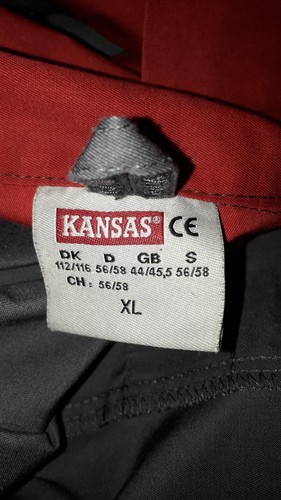 KANSAS® CE
DK D GB S
112/116 56/58 44/45,5 56/58
CH: 56/58
XL